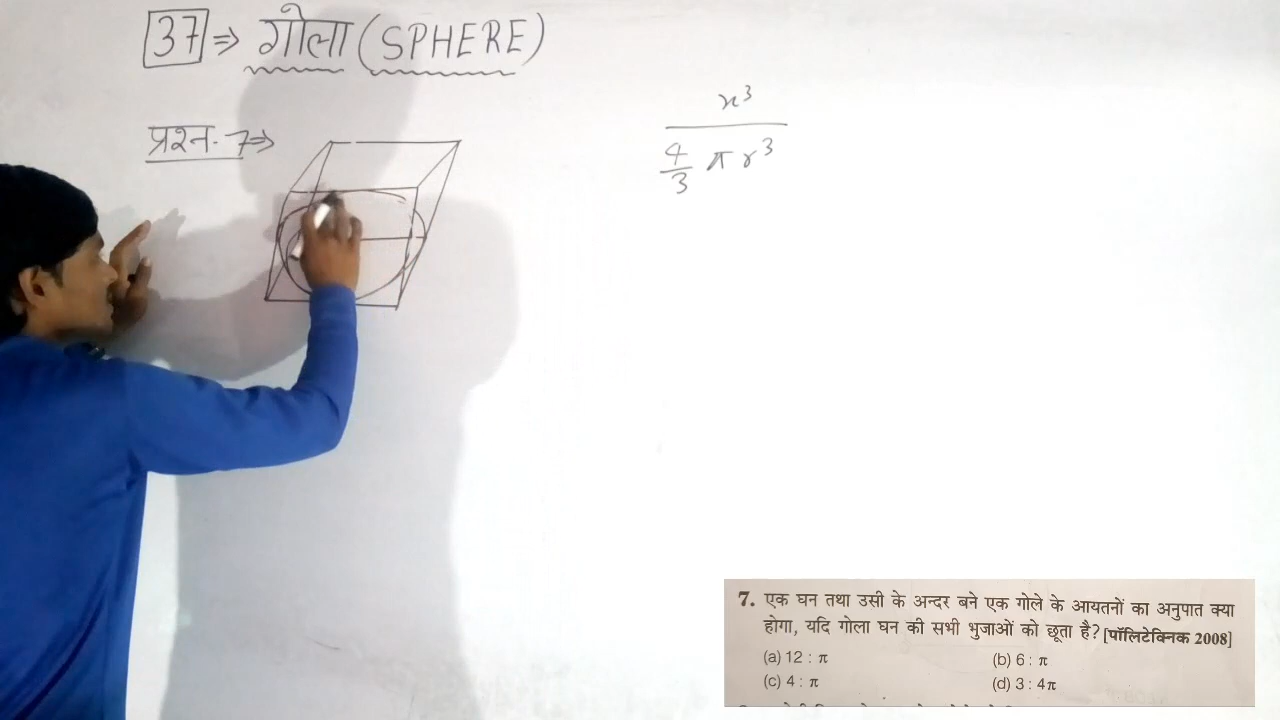 37 ⇒ गोला (SPHERE)
प्रश्न-7⇒
x³
4/3 π r³
7. एक घन तथा उसी के अन्दर बने एक गोले के आयतनों का अनुपात क्या
होगा, यदि गोला घन की सभी भुजाओं को छूता है? [पॉलिटेक्निक 2008]
(a) 12 : π (b) 6 : π
(c) 4 : π (d) 3 : 4π